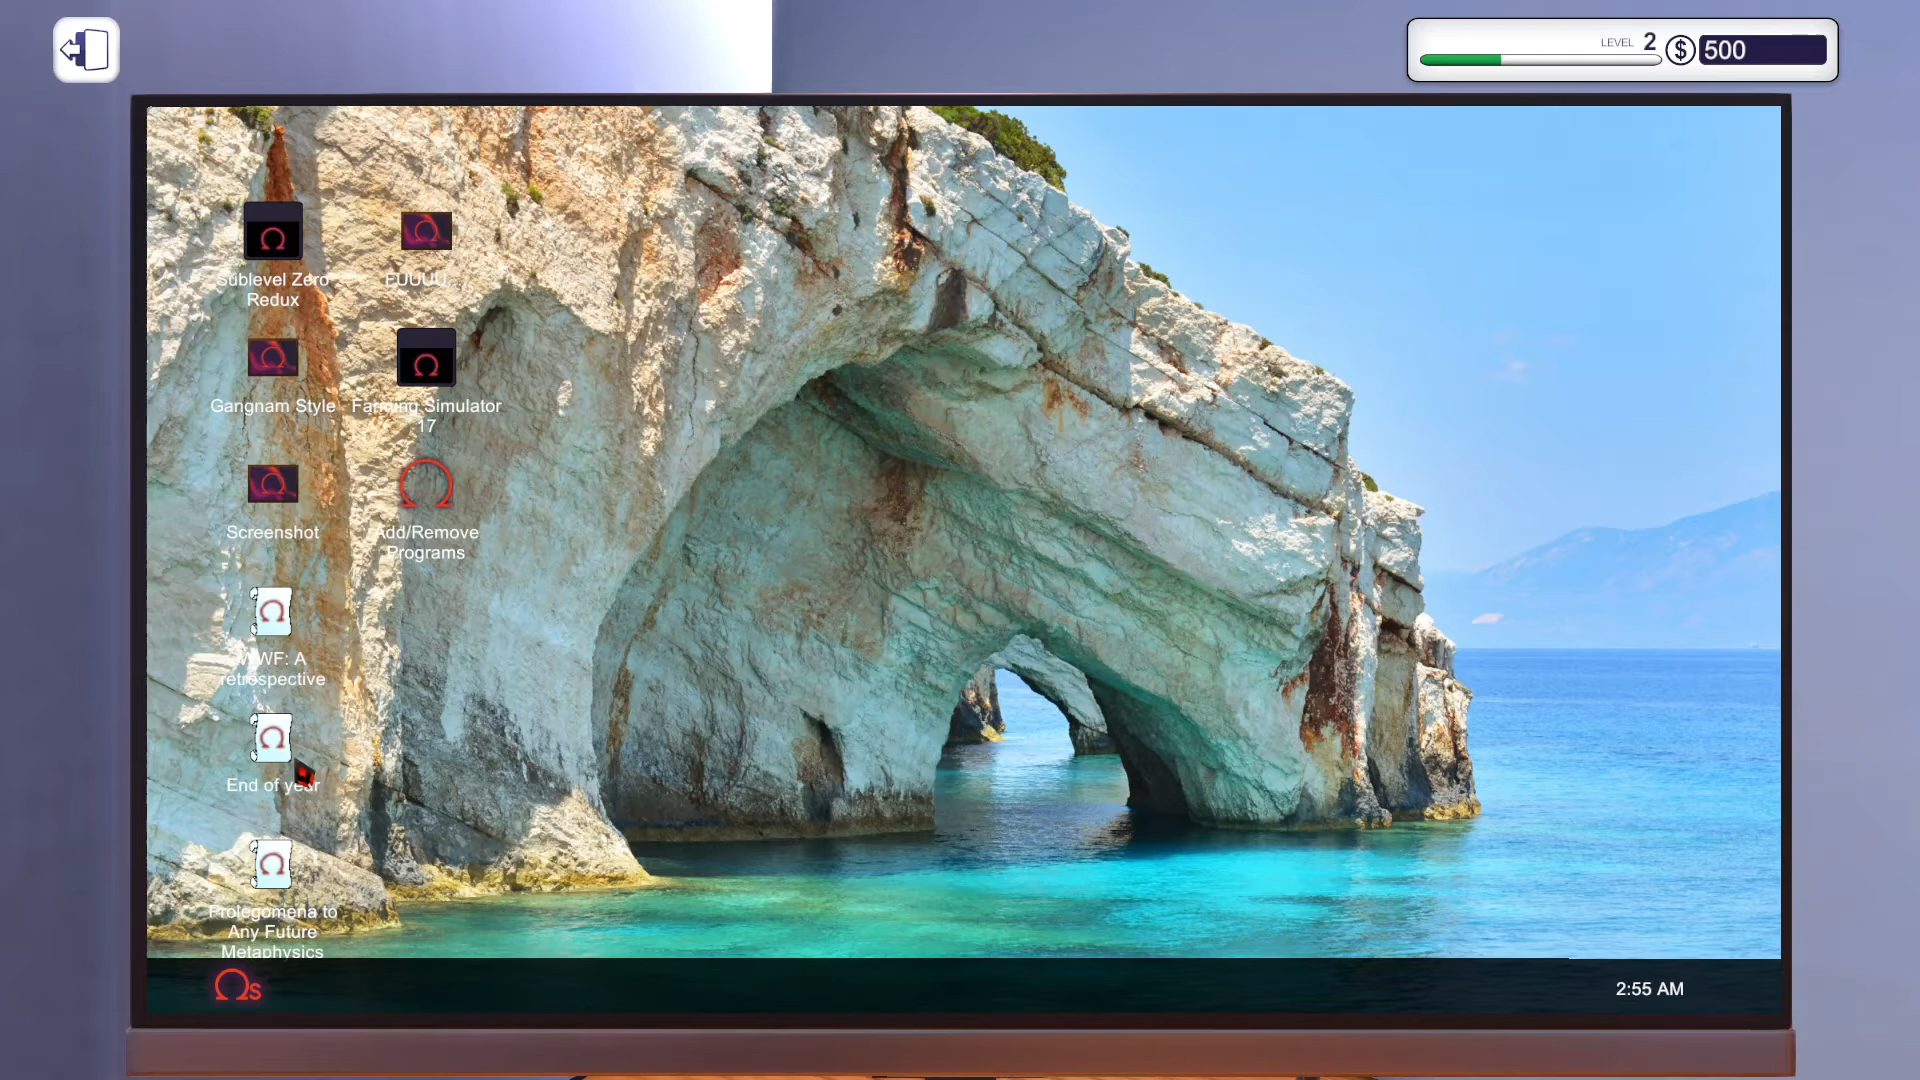 LEVEL 2
$ 500
Sublevel Zero
Redux
FUUUU...
Gangnam Style
Farming Simulator
17
Screenshot
Add/Remove
Programs
WWF: A
retrospective
End of year
Prolegomena to
Any Future
Metaphysics
Ωs
2:55 AM